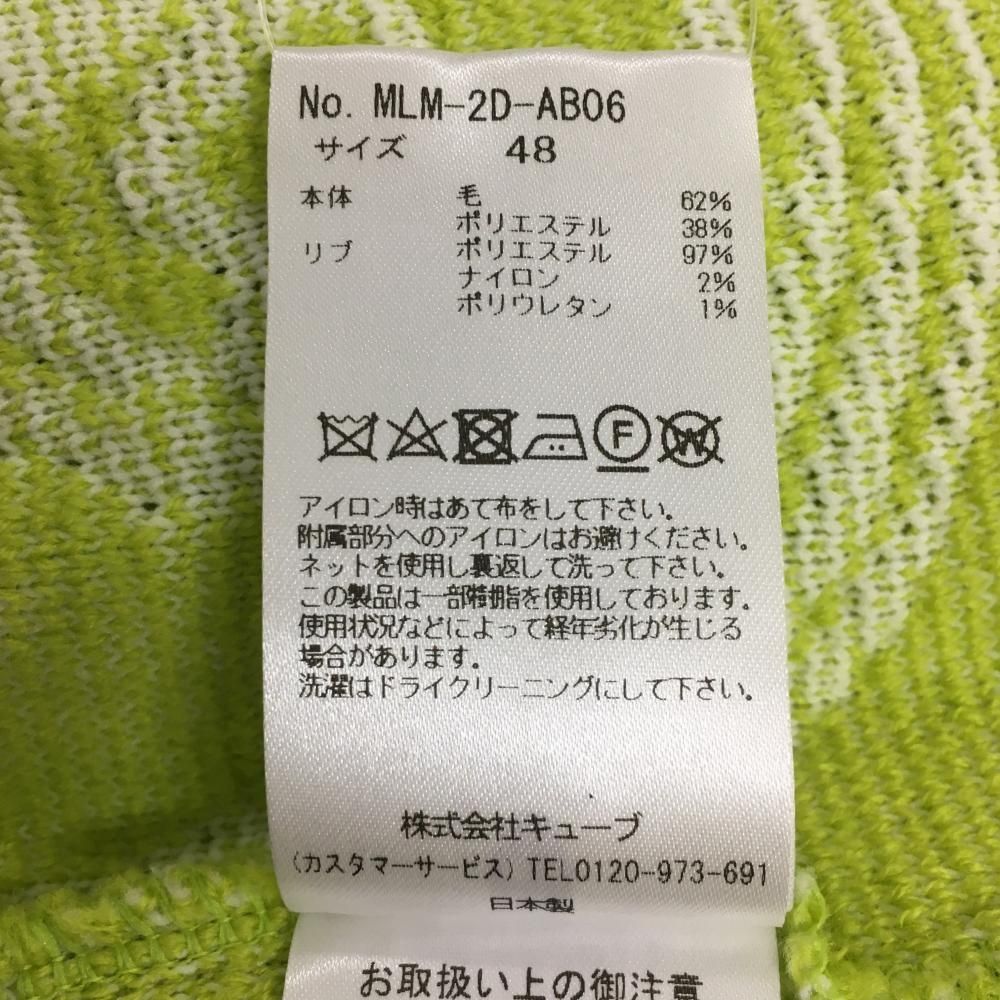 No. MLM-2D-AB06
サイズ 48
本体 毛 62%
ポリエステル 38%
リブ ポリエステル 97%
ナイロン 2%
ポリウレタン 1%
F W
アイロン時はあて布をして下さい。
附属部分へのアイロンはお避けください。
ネットを使用し裏返して洗って下さい。
この製品は一部樹脂を使用しております。
使用状況などによって経年劣化が生じる
場合があります。
洗濯はドライクリーニングにして下さい。
株式会社キューブ
(カスタマーサービス) TEL0120-973-691
日本製
お取扱い上の御注意